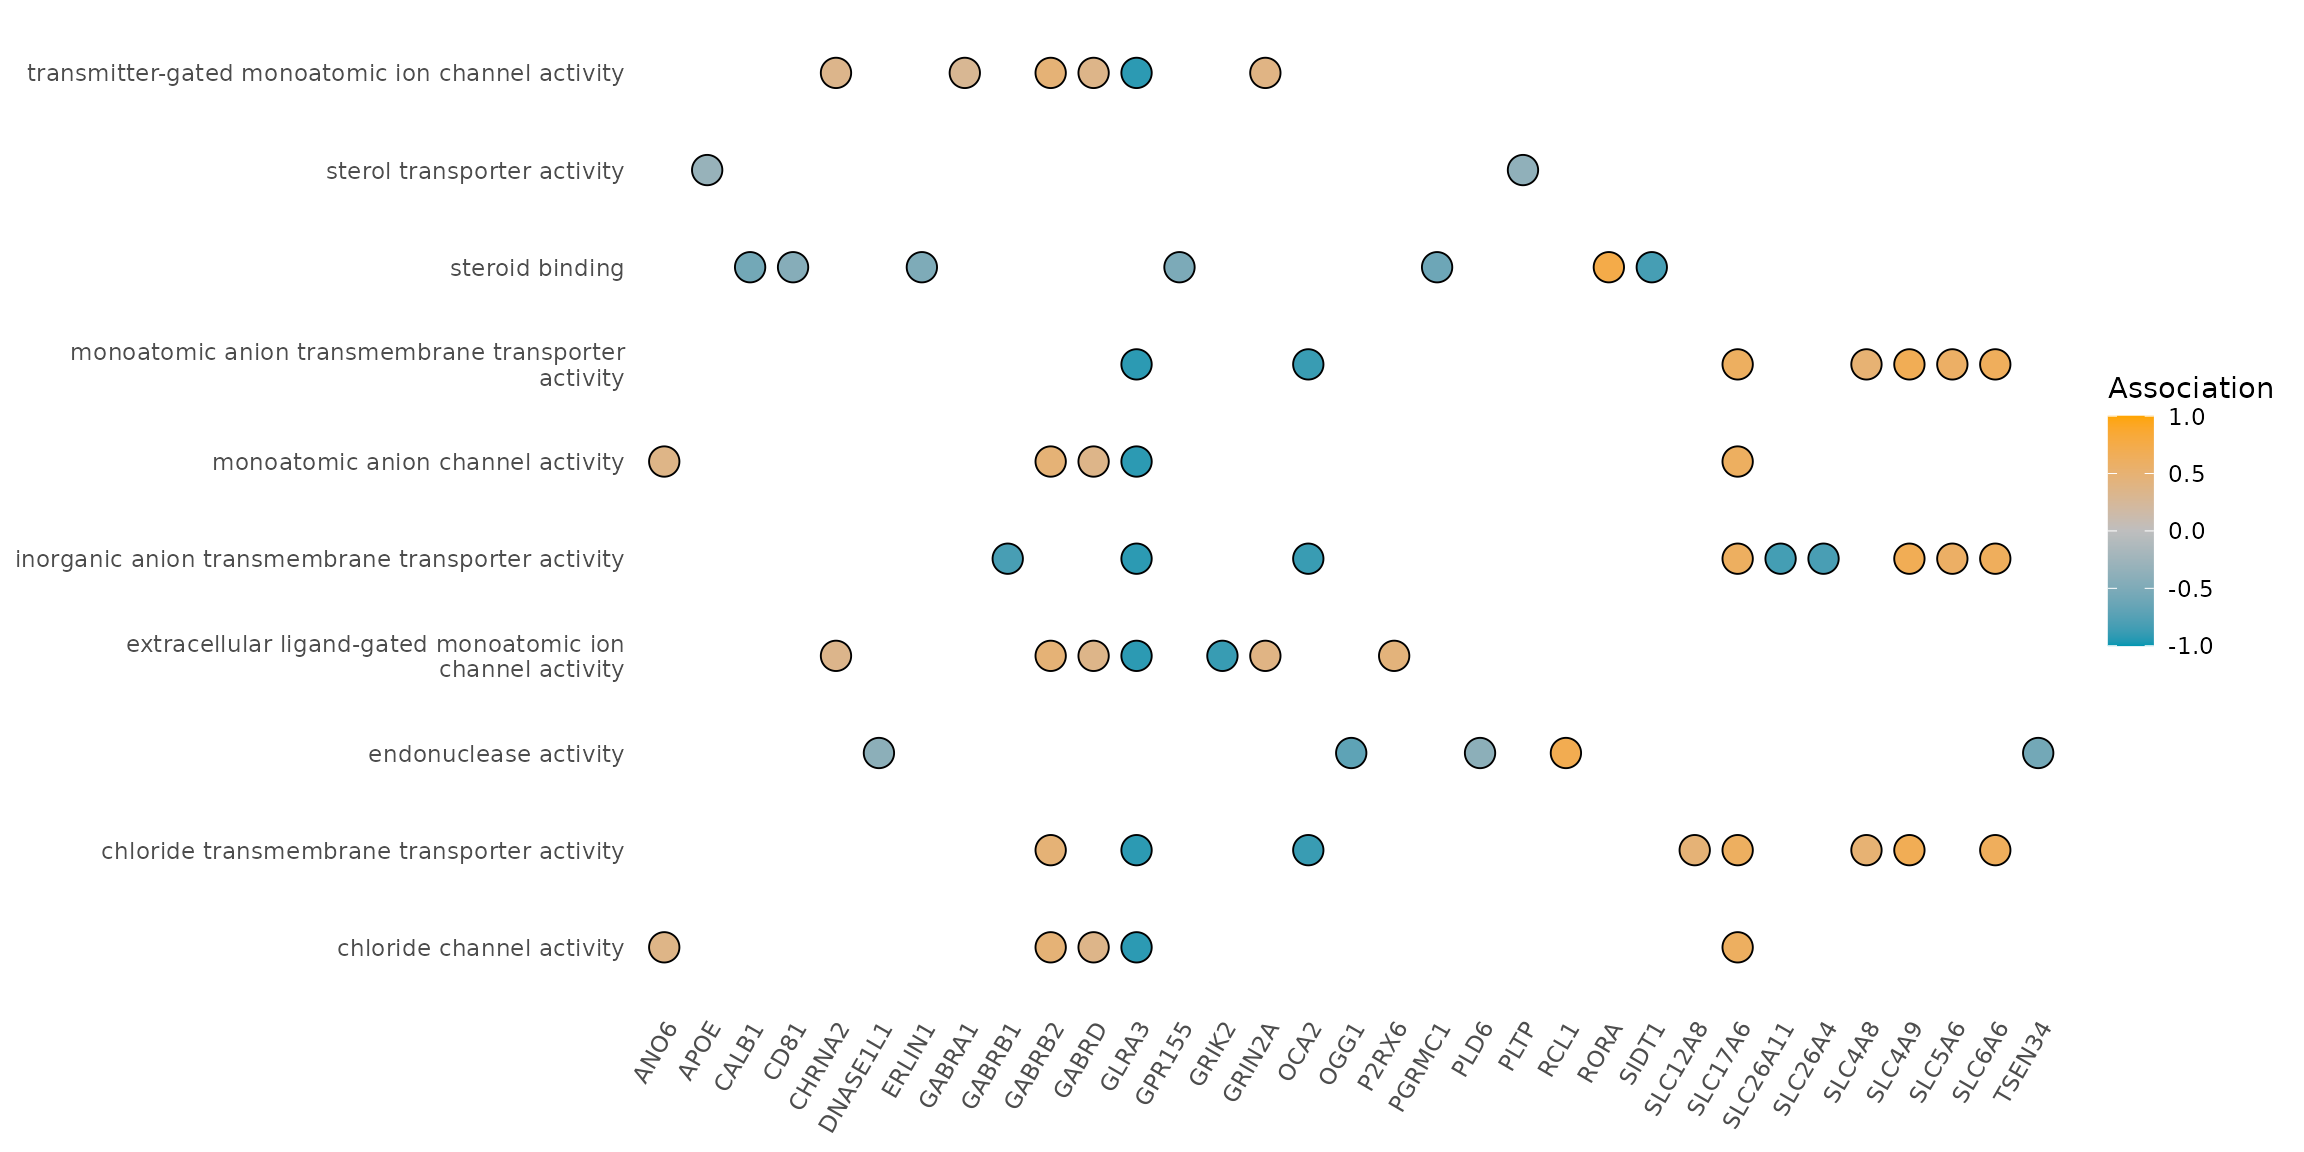 transmitter-gated monoatomic ion channel activity
sterol transporter activity
steroid binding
monoatomic anion transmembrane transporter
activity
monoatomic anion channel activity
inorganic anion transmembrane transporter activity
extracellular ligand-gated monoatomic ion
channel activity
endonuclease activity
chloride transmembrane transporter activity
chloride channel activity
ANO6
APOE
CALB1
CD81
CHRNA2
DNASE1L1
ERLIN1
GABRA1
GABRB1
GABRB2
GABRD
GLRA3
GPR155
GRIK2
GRIN2A
OCA2
OGG1
P2RX6
PGRMC1
PLD6
PLTP
RCL1
RORA
SIDT1
SLC12A8
SLC17A6
SLC26A11
SLC26A4
SLC4A8
SLC4A9
SLC5A6
SLC6A6
TSEN34
Association
1.0
0.5
0.0
-0.5
-1.0